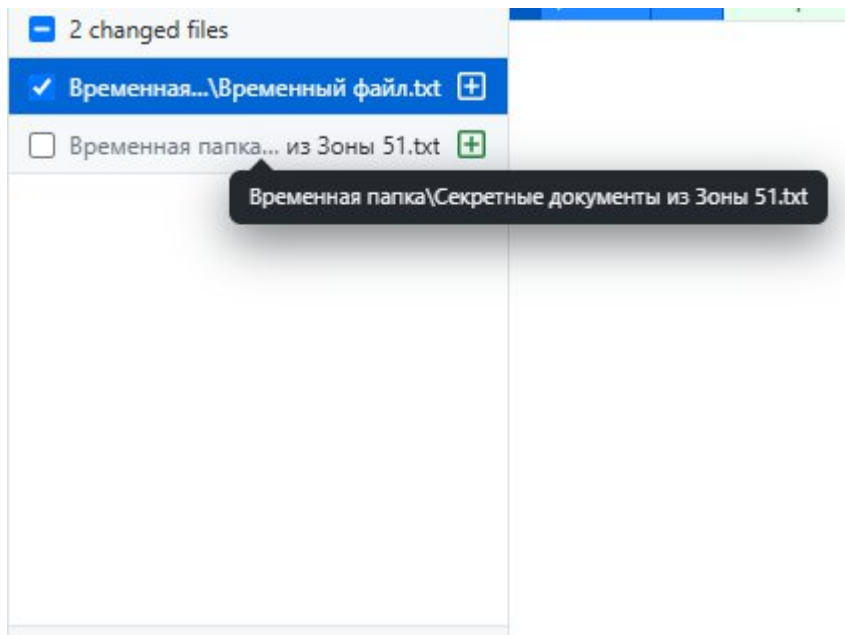 2 changed files
Временная...\Временный файл.txt
Временная папка... из Зоны 51.txt
Временная папка\Секретные документы из Зоны 51.txt